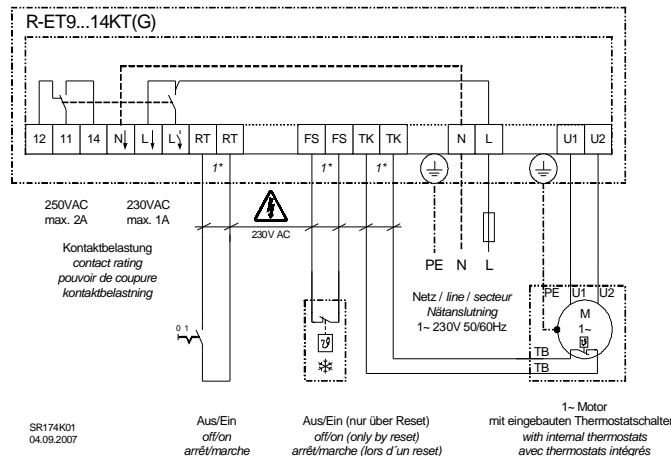 R-ET9...14KT(G)
12 11 14 N L L RT RT FS FS TK TK N L U1 U2
1* 1* 1*
250VAC
max. 2A
230VAC
max. 1A
230V AC
Kontaktbelastung
contact rating
pouvoir de coupure
kontaktbelastning
PE N L
Netz / line / secteur
Nätanslutning
1~ 230V 50/60Hz
PE U1 U2
M
1~
ϑ
TB
TB
0 1
ϑ
SR174K01
04.09.2007
Aus/Ein
off/on
arrêt/marche
Aus/Ein (nur über Reset)
off/on (only by reset)
arrêt/marche (lors d´un reset)
1~ Motor
mit eingebauten Thermostatschalter
with internal thermostats
avec thermostats intégrés